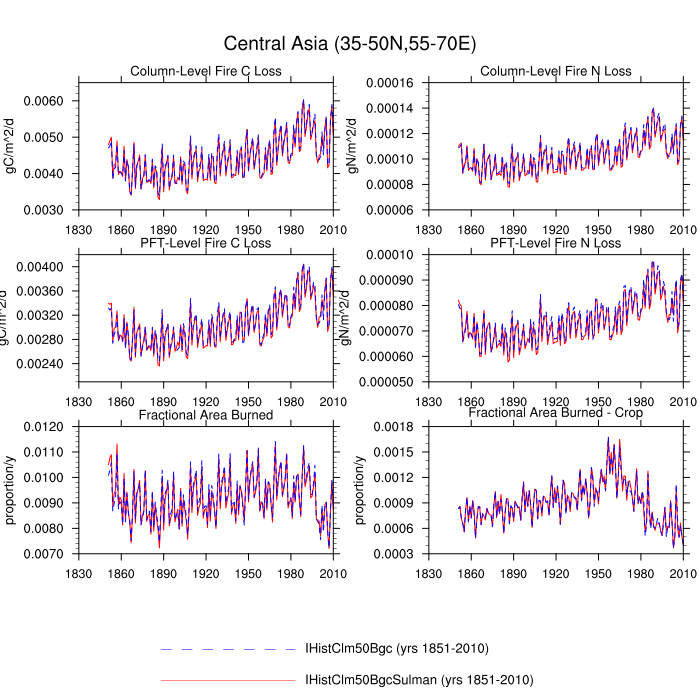 Central Asia (35-50N,55-70E)
Column-Level Fire C Loss
gC/m^2/d
0.0060
0.0050
0.0040
0.0030
1830 1860 1890 1920 1950 1980 2010
Column-Level Fire N Loss
gN/m^2/d
0.00016
0.00014
0.00012
0.00010
0.00008
0.00006
1830 1860 1890 1920 1950 1980 2010
PFT-Level Fire C Loss
gC/m^2/d
0.00400
0.00360
0.00320
0.00280
0.00240
1830 1860 1890 1920 1950 1980 2010
PFT-Level Fire N Loss
gN/m^2/d
0.00010
0.000090
0.000080
0.000070
0.000060
0.000050
1830 1860 1890 1920 1950 1980 2010
Fractional Area Burned
proportion/y
0.0120
0.0110
0.0100
0.0090
0.0080
0.0070
1830 1860 1890 1920 1950 1980 2010
Fractional Area Burned - Crop
proportion/y
0.0018
0.0015
0.0012
0.0009
0.0006
0.0003
1830 1860 1890 1920 1950 1980 2010
IHistClm50Bgc (yrs 1851-2010)
IHistClm50BgcSulman (yrs 1851-2010)